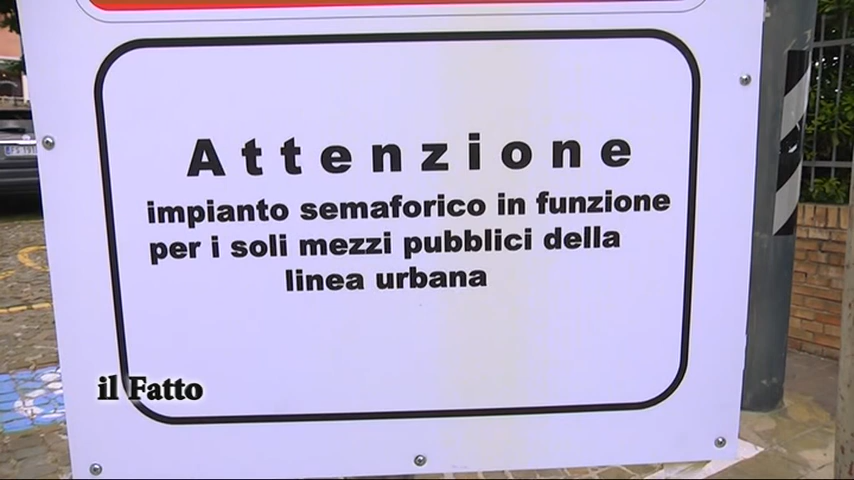 Attenzione
impianto semaforico in funzione
per i soli mezzi pubblici della
linea urbana
il Fatto